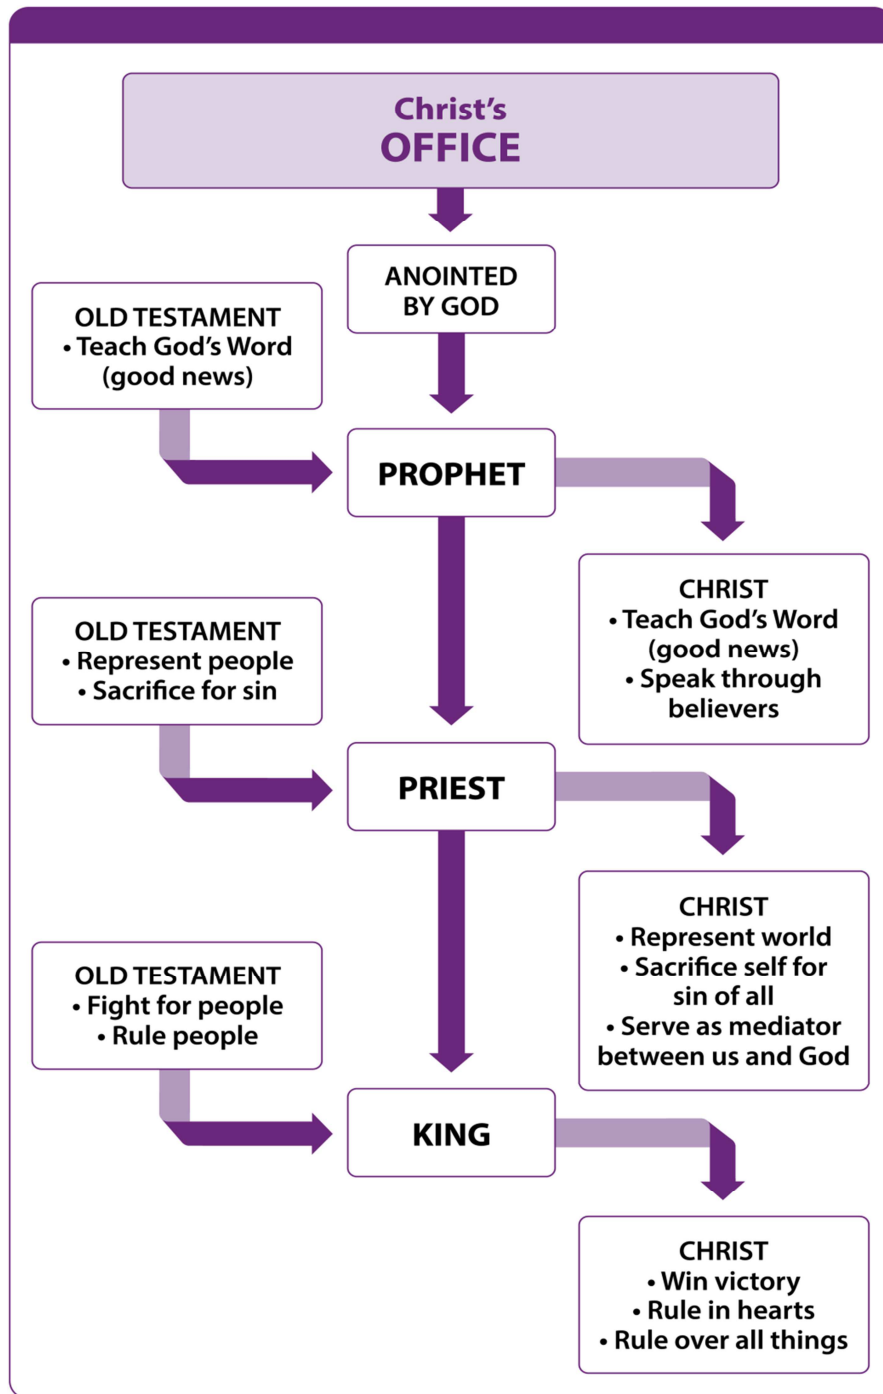 Christ's
OFFICE
ANOINTED
BY GOD
OLD TESTAMENT
• Teach God's Word
(good news)
PROPHET
CHRIST
• Teach God's Word
(good news)
• Speak through
believers
OLD TESTAMENT
• Represent people
• Sacrifice for sin
PRIEST
CHRIST
• Represent world
• Sacrifice self for
sin of all
• Serve as mediator
between us and God
OLD TESTAMENT
• Fight for people
• Rule people
KING
CHRIST
• Win victory
• Rule in hearts
• Rule over all things